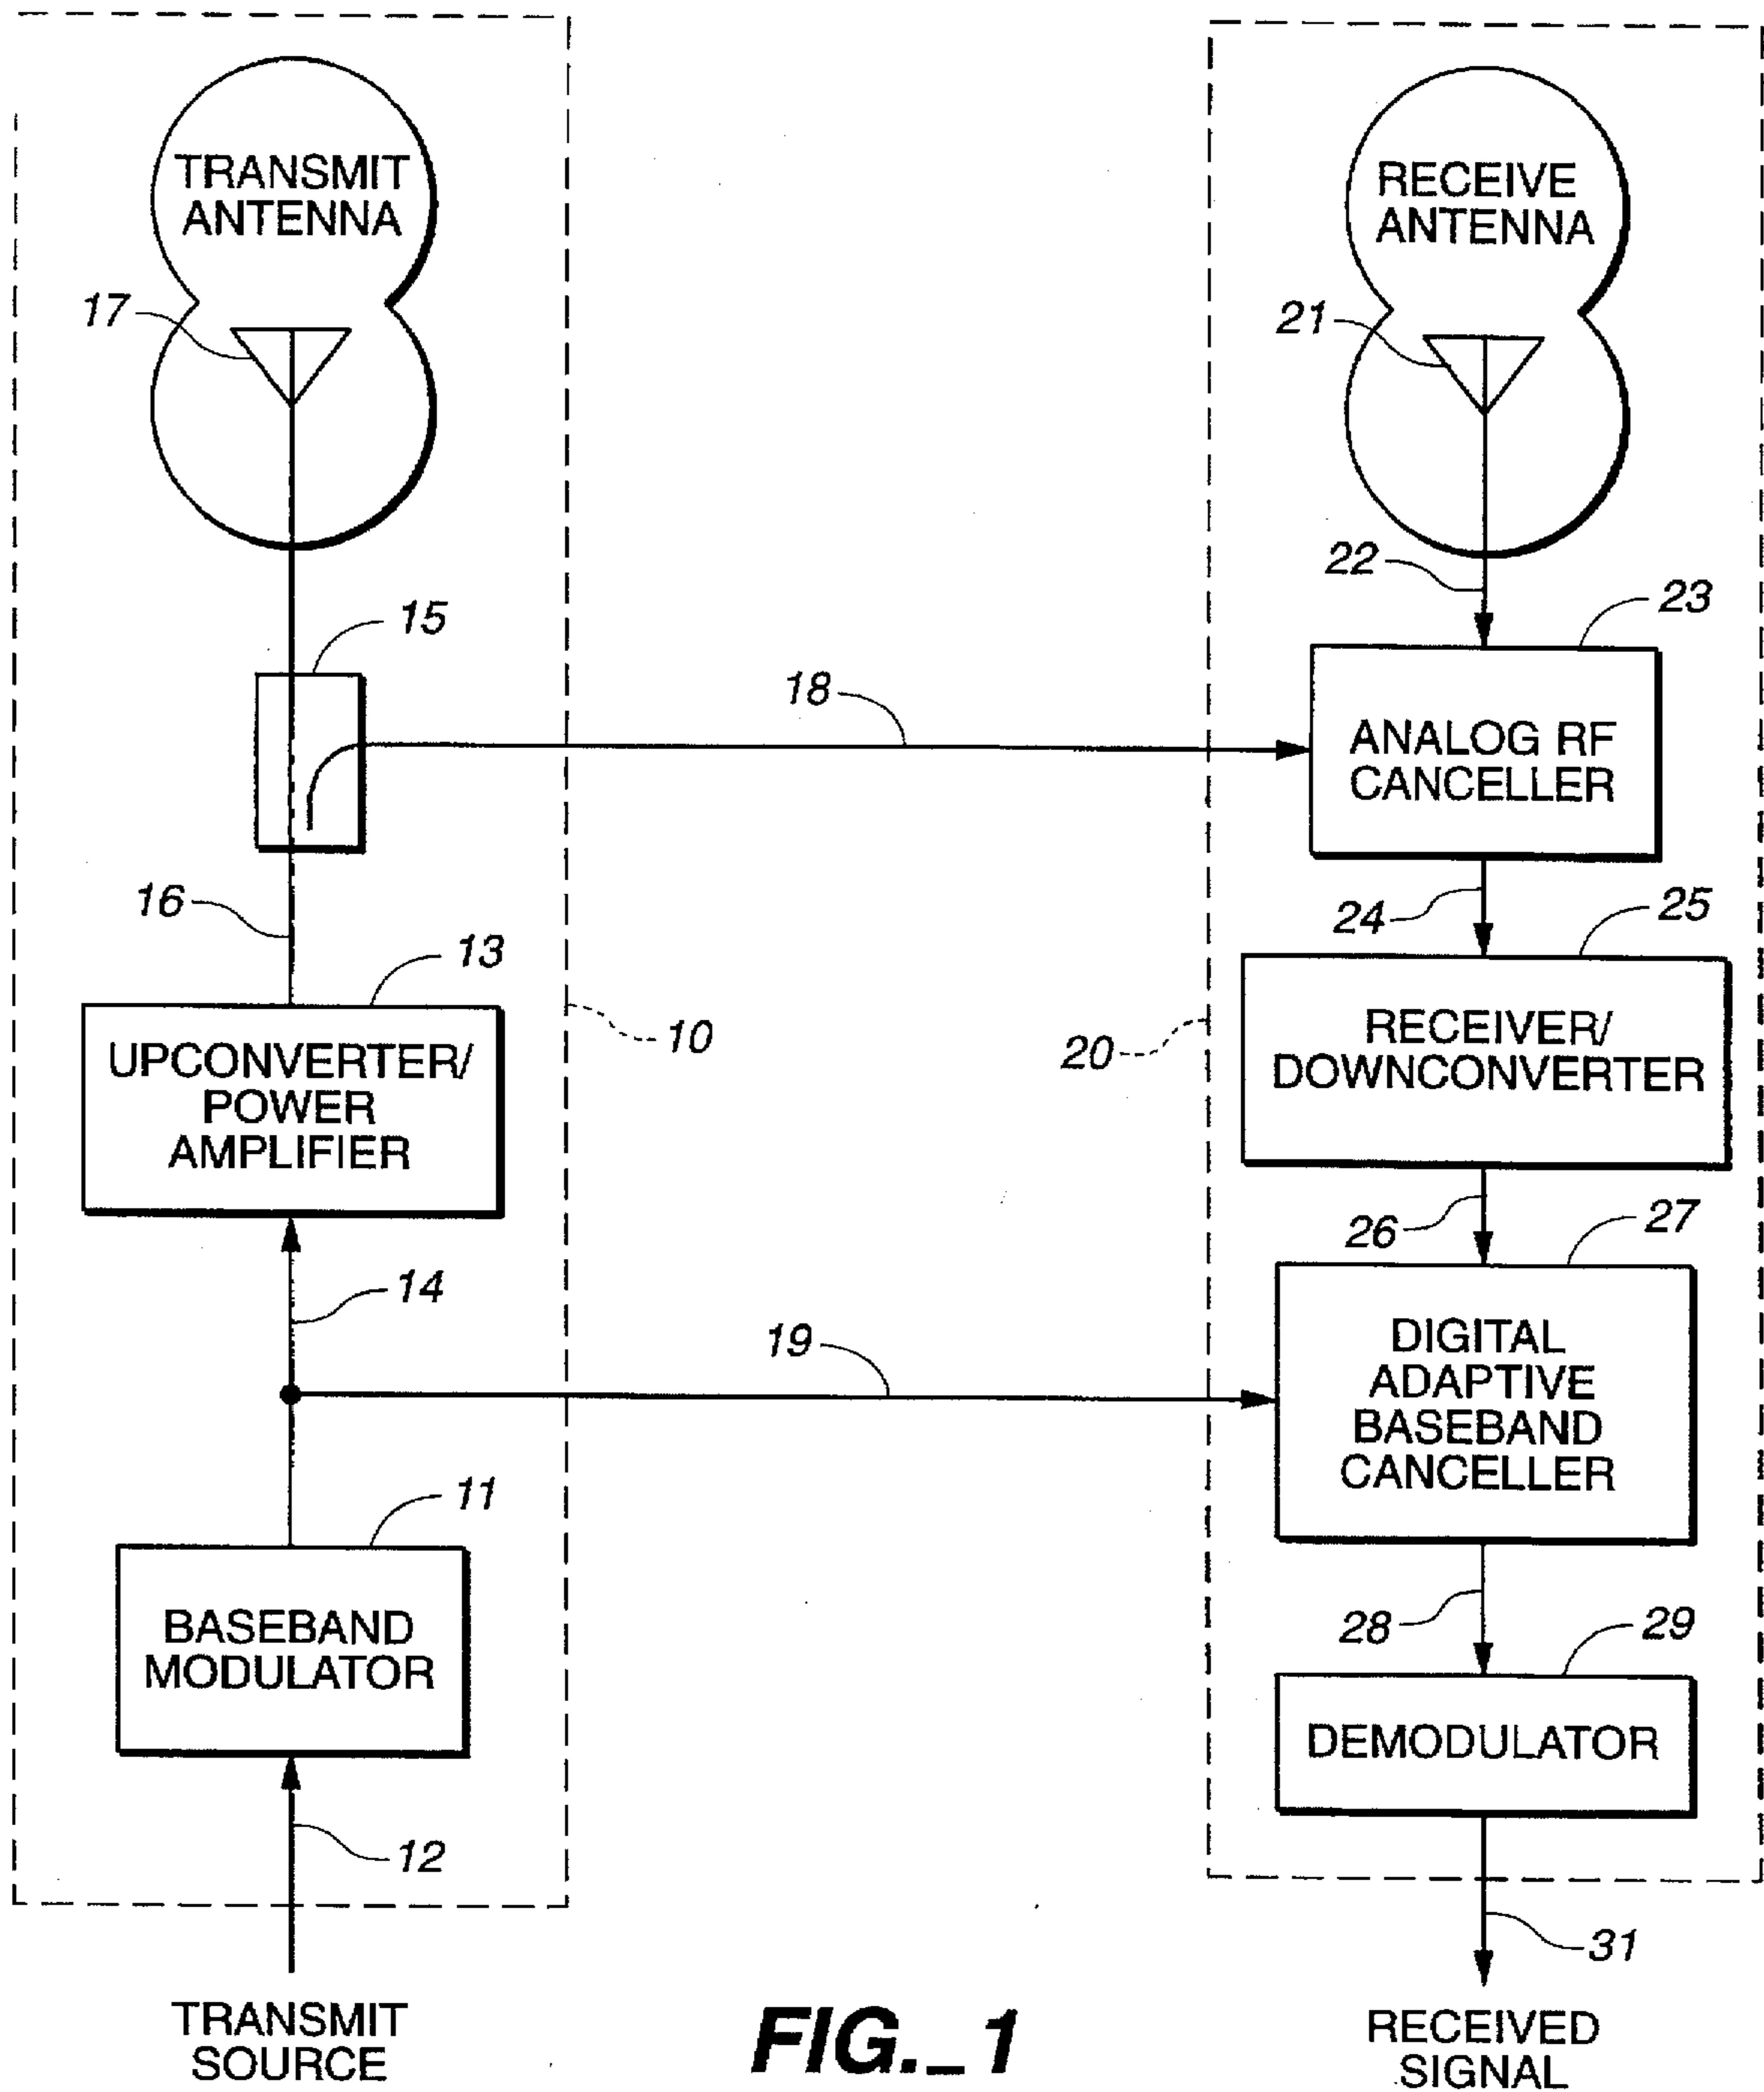 TRANSMIT
ANTENNA
17
15
18
16
13
UPCONVERTER/
POWER
AMPLIFIER
10
14
19
11
BASEBAND
MODULATOR
12
TRANSMIT
SOURCE
RECEIVE
ANTENNA
21
22
23
ANALOG RF
CANCELLER
24
25
RECEIVER/
DOWNCONVERTER
20
26
27
DIGITAL
ADAPTIVE
BASEBAND
CANCELLER
28
29
DEMODULATOR
31
RECEIVED
SIGNAL
FIG._1